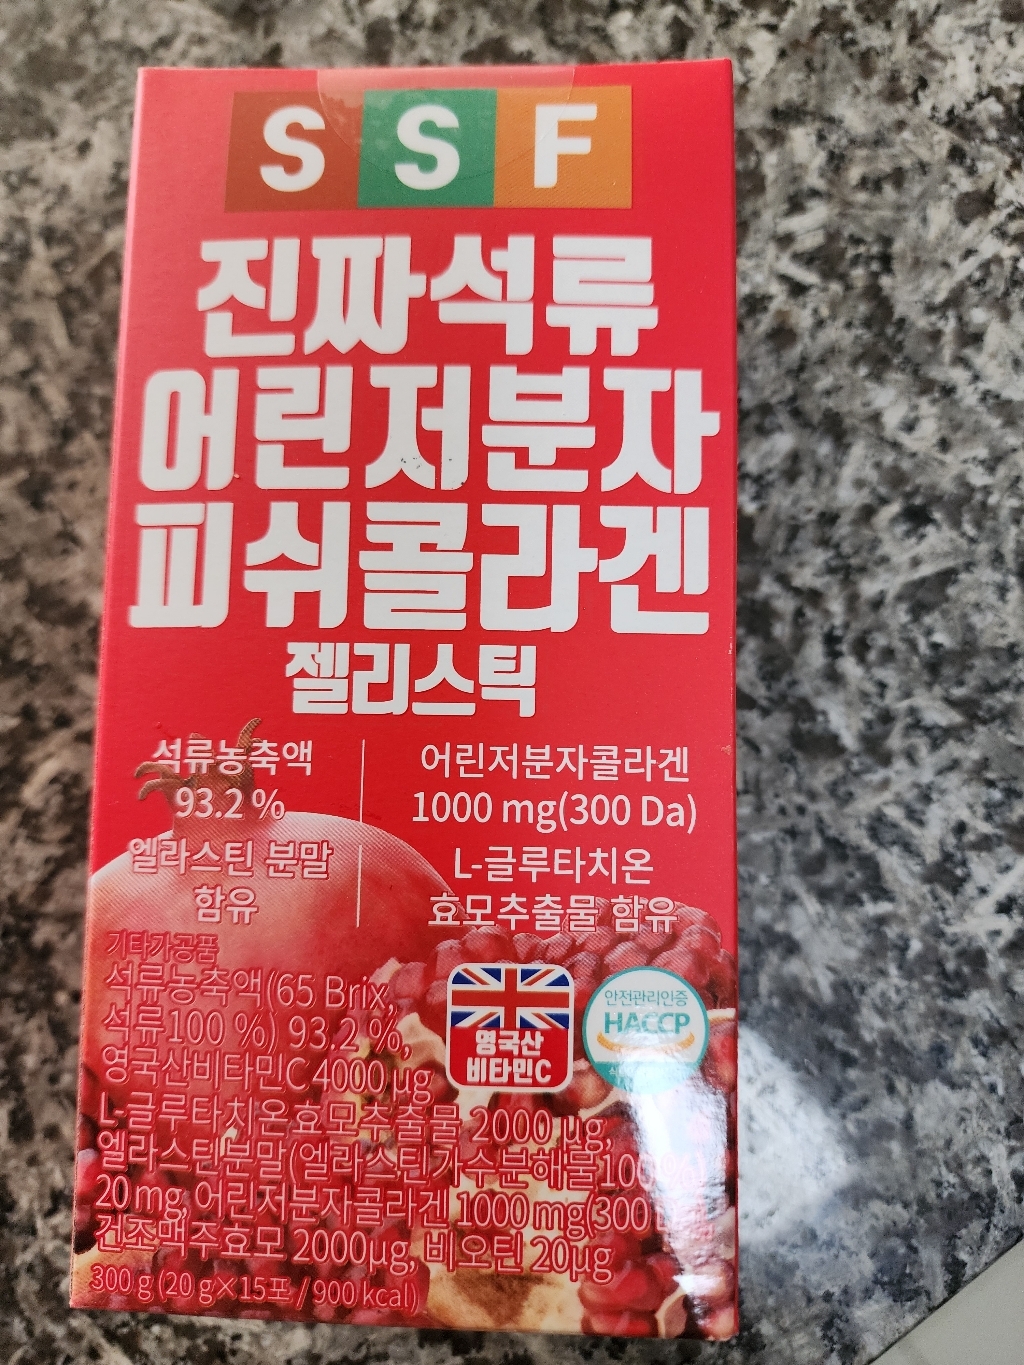 SSF
진짜석류
어린저분자
피쉬콜라겐
젤리스틱
석류농축액
93.2 %
엘라스틴 분말
함유
어린저분자콜라겐
1000 mg(300 Da)
L-글루타치온
효모추출물 함유
기타가공품
석류농축액(65 Brix,
석류100 %) 93.2 %,
영국산비타민C 4000 µg
L-글루타치온효모추출물 2000 µg,
엘라스틴분말(엘라스틴가수분해물100 %)
20 mg, 어린저분자콜라겐 1000 mg(300
건조맥주효모 2000µg, 비오틴 20µg
300 g (20 g×15포 / 900 kcal)
영국산
비타민C
안전관리인증
HACCP